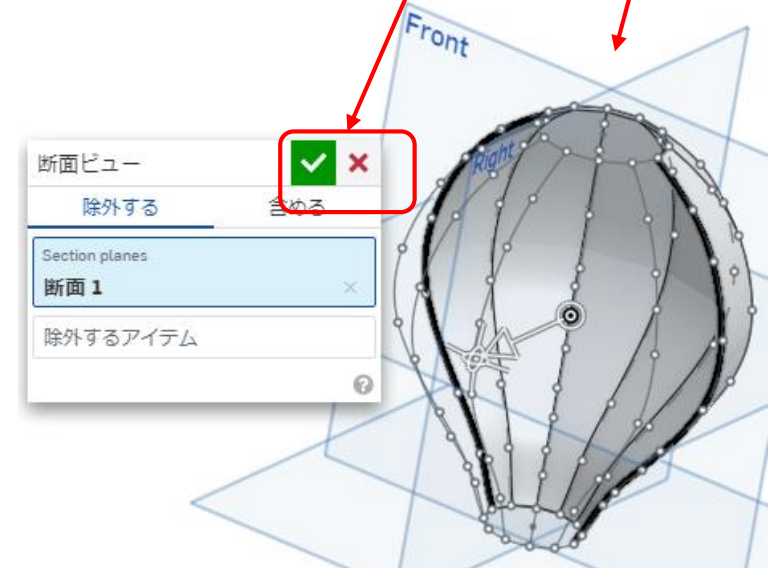 Front
Right
断面ビュー
除外する 含める
Section planes
断面 1
除外するアイテム